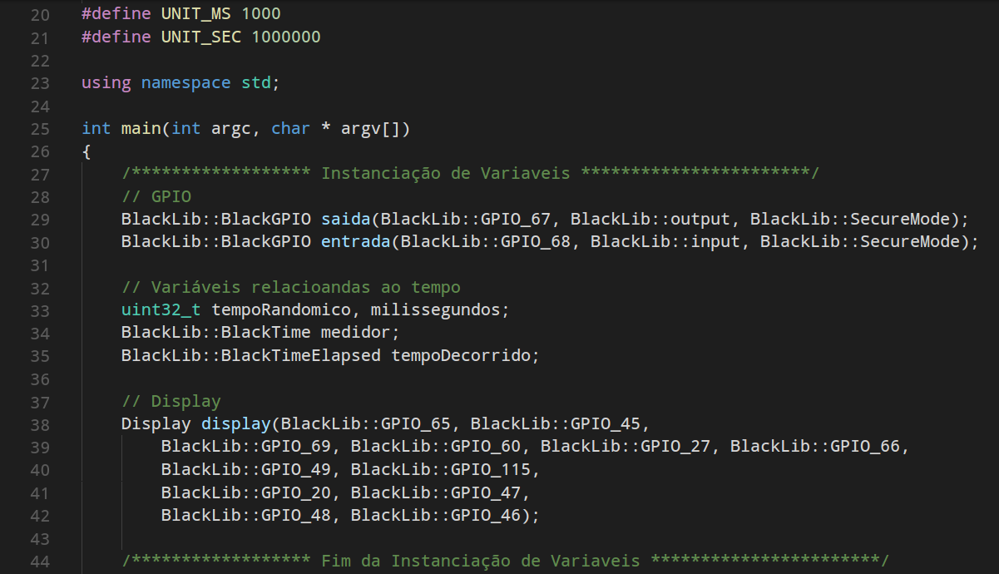 20 #define UNIT_MS 1000
21 #define UNIT_SEC 1000000
22
23 using namespace std;
24
25 int main(int argc, char * argv[])
26 {
27 /****************** Instanciação de Variaveis ***********************/
28 // GPIO
29 BlackLib::BlackGPIO saida(BlackLib::GPIO_67, BlackLib::output, BlackLib::SecureMode);
30 BlackLib::BlackGPIO entrada(BlackLib::GPIO_68, BlackLib::input, BlackLib::SecureMode);
31
32 // Variáveis relacioandas ao tempo
33 uint32_t tempoRandomico, milissegundos;
34 BlackLib::BlackTime medidor;
35 BlackLib::BlackTimeElapsed tempoDecorrido;
36
37 // Display
38 Display display(BlackLib::GPIO_65, BlackLib::GPIO_45,
39 BlackLib::GPIO_69, BlackLib::GPIO_60, BlackLib::GPIO_27, BlackLib::GPIO_66,
40 BlackLib::GPIO_49, BlackLib::GPIO_115,
41 BlackLib::GPIO_20, BlackLib::GPIO_47,
42 BlackLib::GPIO_48, BlackLib::GPIO_46);
43
44 /****************** Fim da Instanciação de Variaveis ***********************/